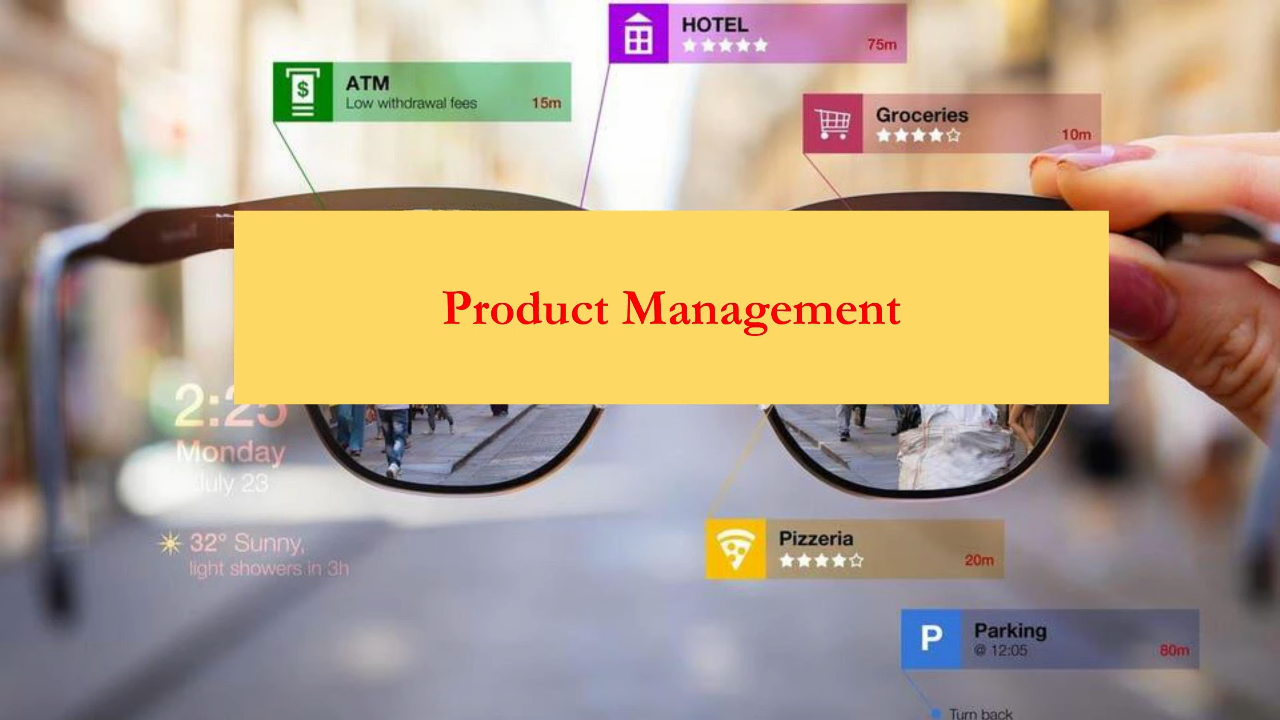 HOTEL
75m
ATM
Low withdrawal fees
15m
Groceries
10m
Product Management
2:25
Monday
July 23
32° Sunny,
light showers in 3h
Pizzeria
20m
P
Parking
@ 12:05
80m
Turn back